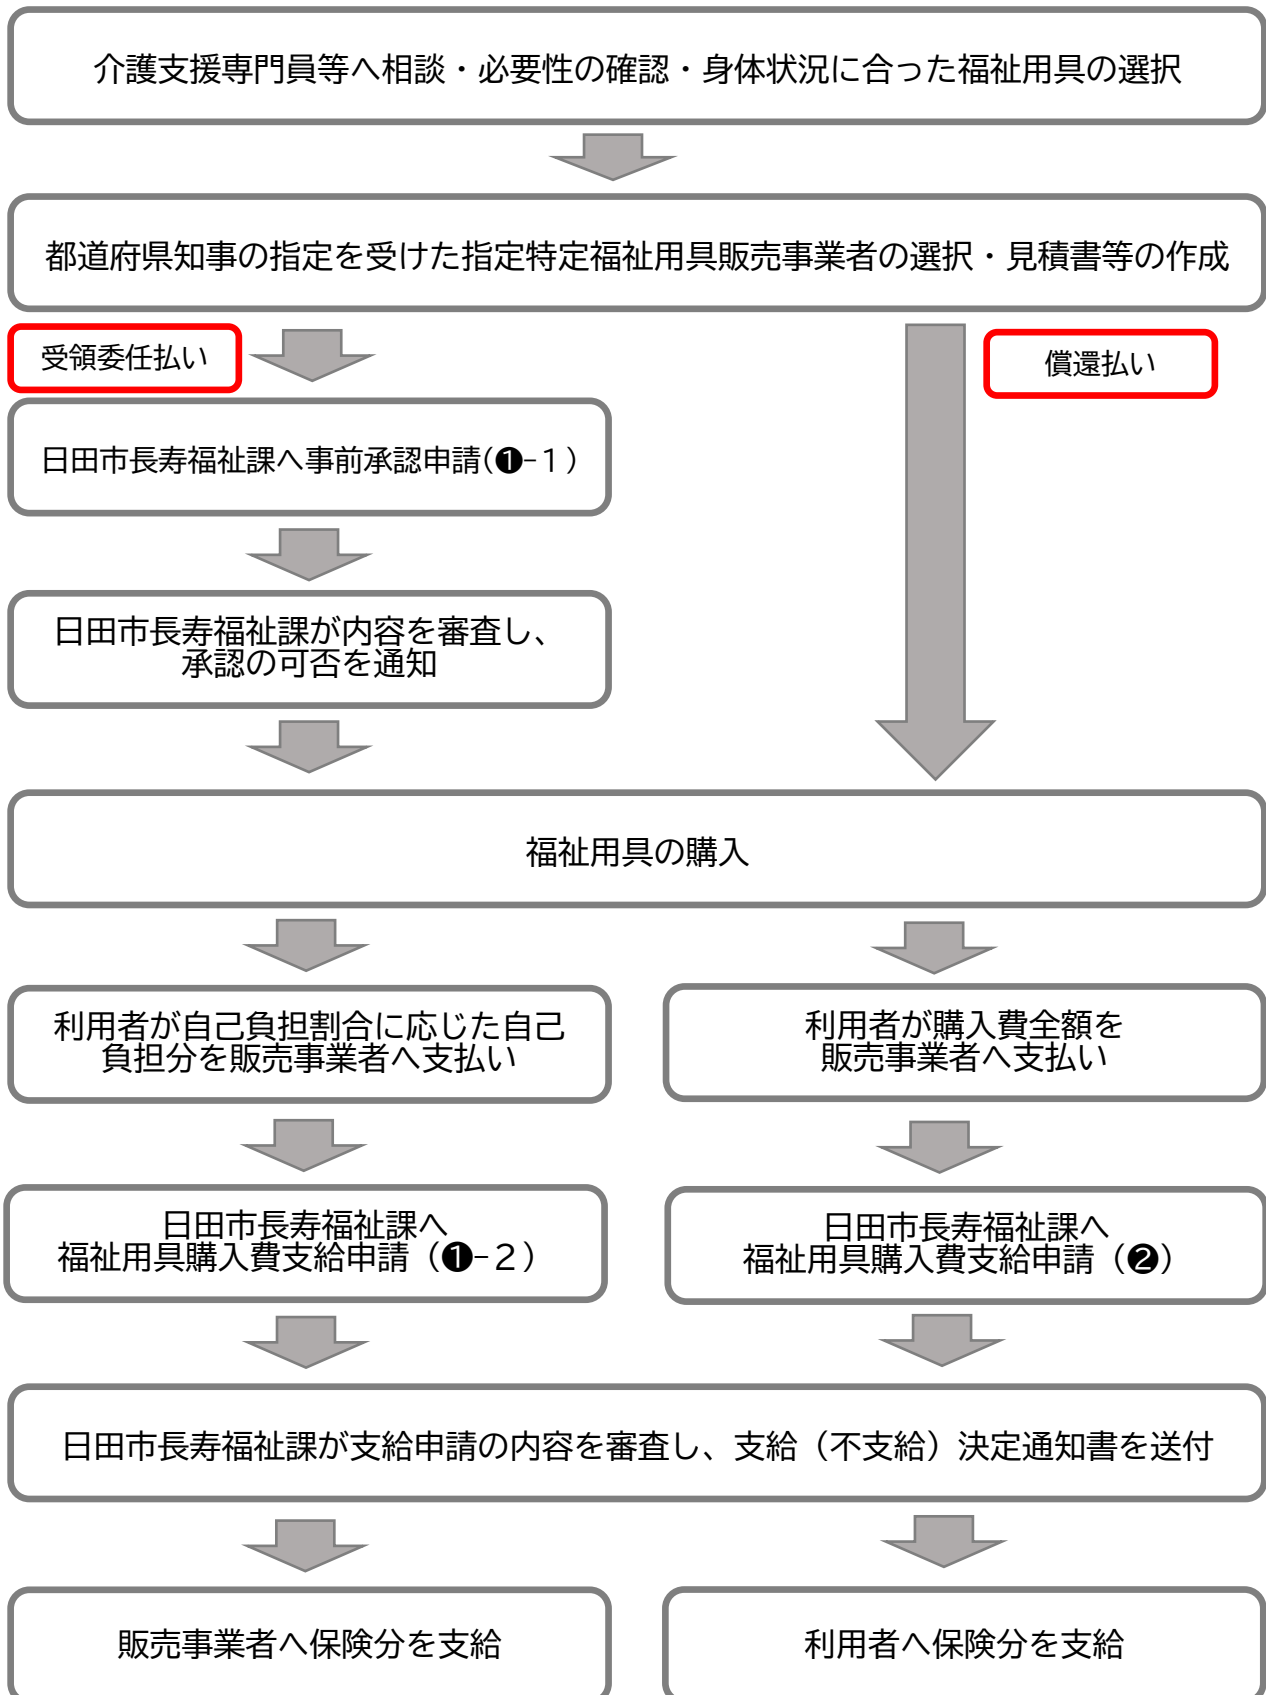 介護支援専門員等へ相談・必要性の確認・身体状況に合った福祉用具の選択
都道府県知事の指定を受けた指定特定福祉用具販売事業者の選択・見積書等の作成
受領委任払い
償還払い
日田市長寿福祉課へ事前承認申請(❶-１)
日田市長寿福祉課が内容を審査し、
承認の可否を通知
福祉用具の購入
利用者が自己負担割合に応じた自己
負担分を販売事業者へ支払い
利用者が購入費全額を
販売事業者へ支払い
日田市長寿福祉課へ
福祉用具購入費支給申請（❶-２）
日田市長寿福祉課へ
福祉用具購入費支給申請（❷）
日田市長寿福祉課が支給申請の内容を審査し、支給（不支給）決定通知書を送付
販売事業者へ保険分を支給
利用者へ保険分を支給